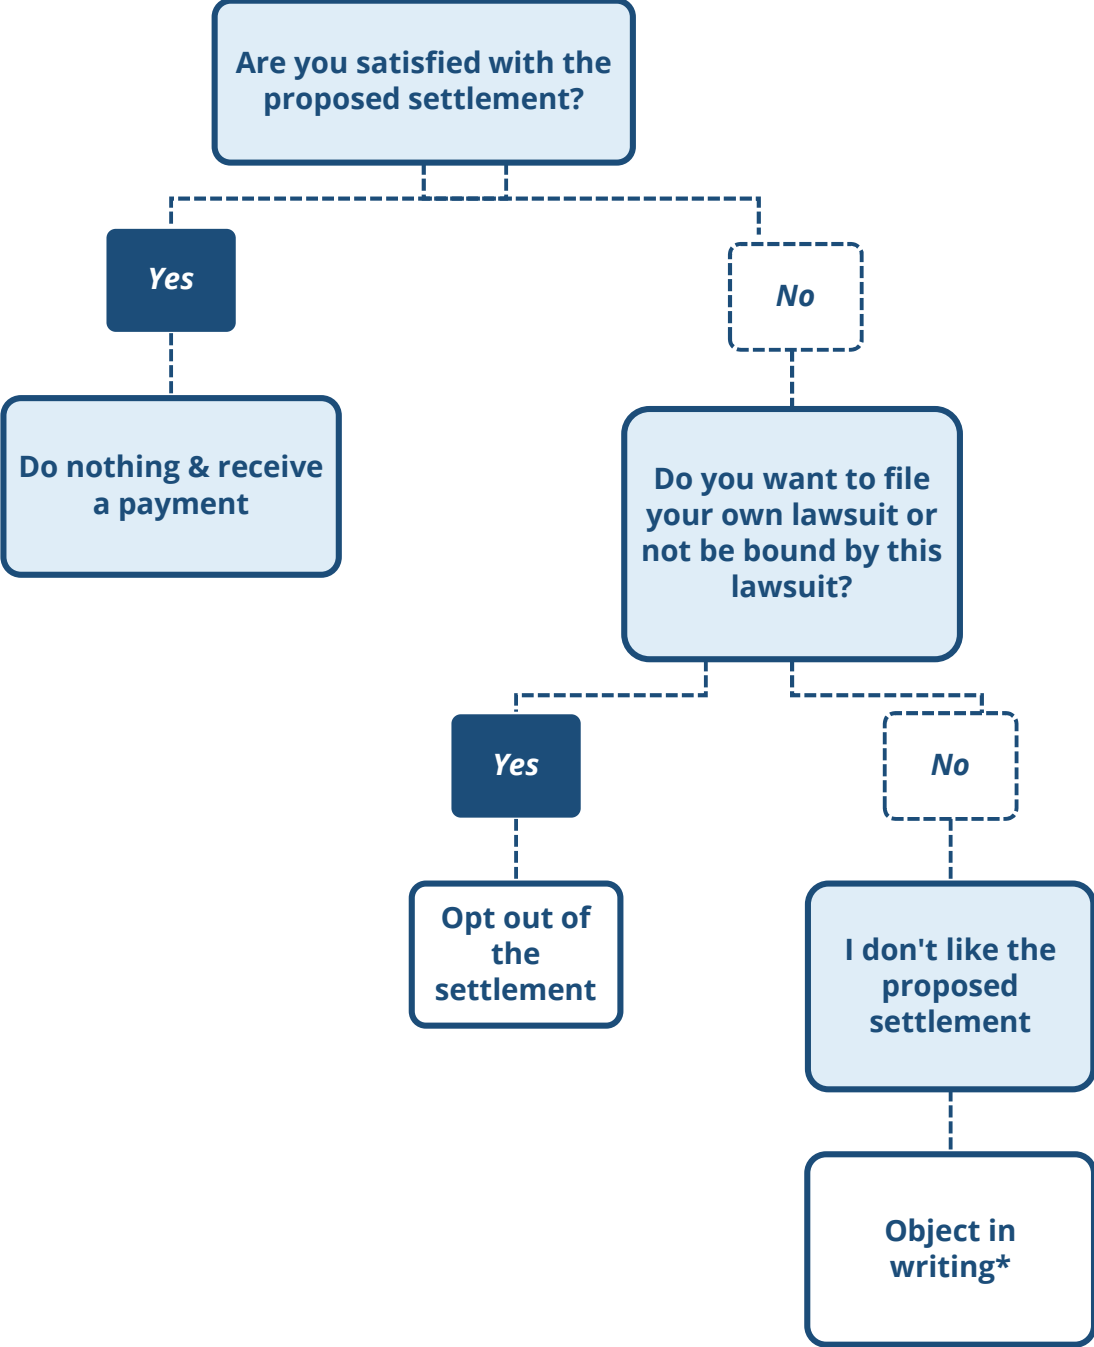 Are you satisfied with the
proposed settlement?
Yes
No
Do nothing & receive
a payment
Do you want to file
your own lawsuit or
not be bound by this
lawsuit?
Yes
No
Opt out of
the
settlement
I don't like the
proposed
settlement
Object in
writing*